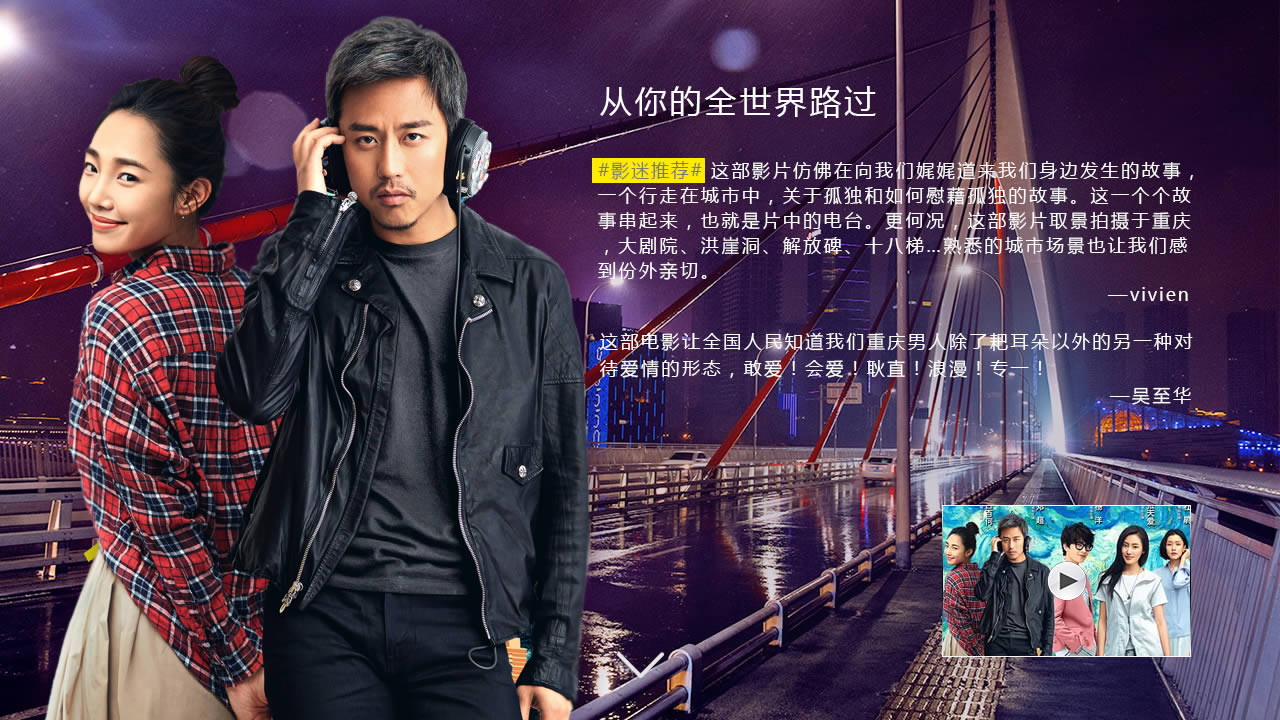 从你的全世界路过
#影迷推荐# 这部影片仿佛在向我们娓娓道来我们身边发生的故事，
一个行走在城市中，关于孤独和如何慰藉孤独的故事。这一个个故
事串起来，也就是片中的电台。更何况，这部影片取景拍摄于重庆
，大剧院、洪崖洞、解放碑、十八梯...熟悉的城市场景也让我们感
到份外亲切。
—vivien
这部电影让全国人民知道我们重庆男人除了耙耳朵以外的另一种对
待爱情的形态，敢爱！会爱！耿直！浪漫！专一！
—吴至华